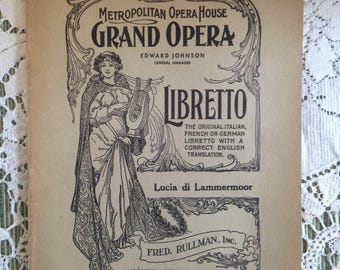 METROPOLITAN OPERA HOUSE
GRAND OPERA
EDWARD JOHNSON
GENERAL MANAGER
LIBRETTO
THE ORIGINAL ITALIAN,
FRENCH OR GERMAN
LIBRETTO WITH A
CORRECT ENGLISH
TRANSLATION.
Lucia di Lammermoor
FRED. RULLMAN, INC.